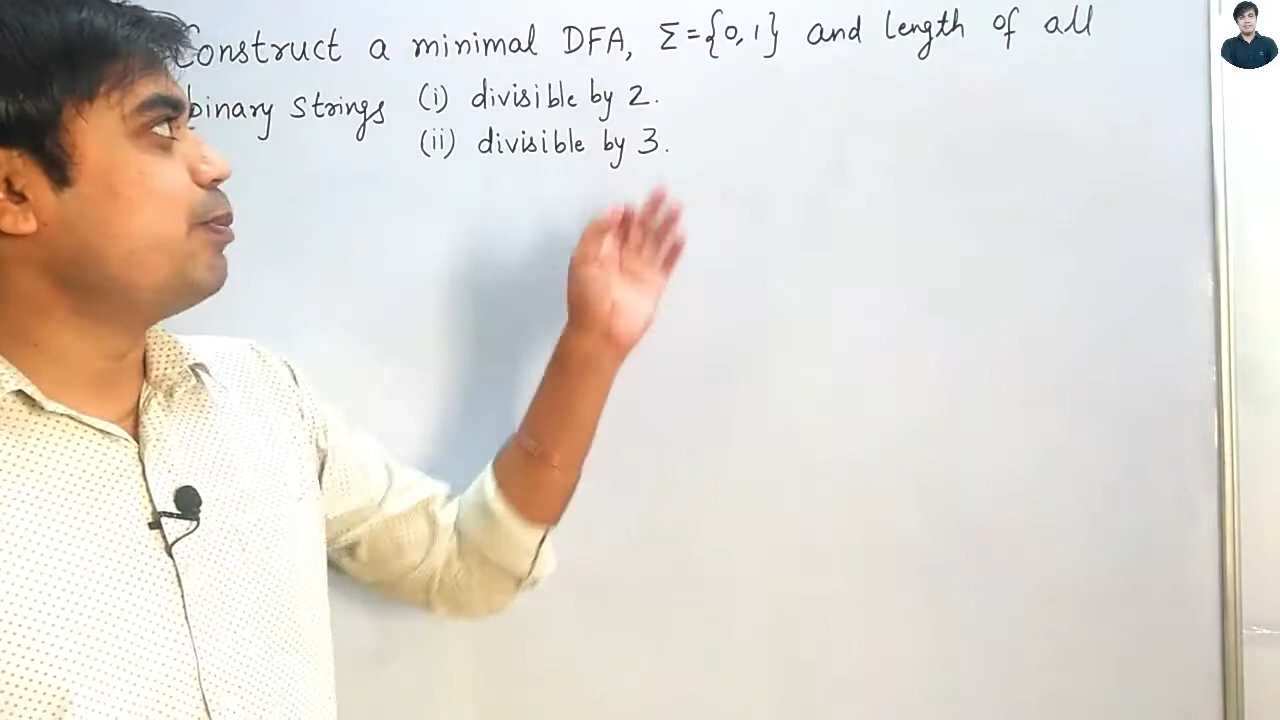 Construct a minimal DFA, Σ={0,1} and length of all
binary strings (i) divisible by 2.
(ii) divisible by 3.